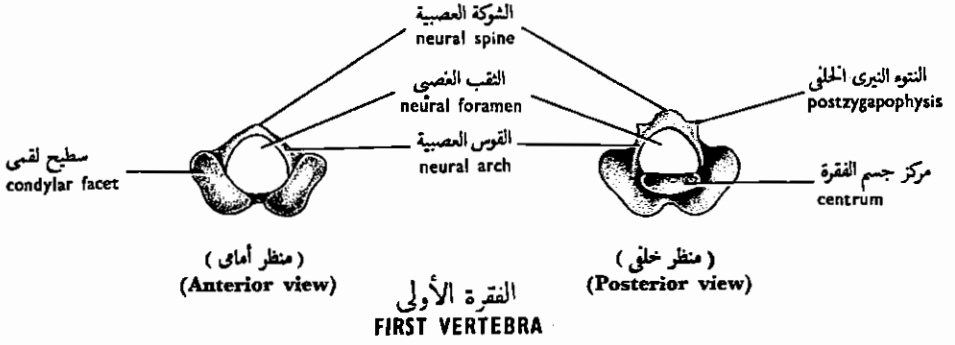 الشوكة العصبية
neural spine
الثقب العصبى
neural foramen
النتوء النيرى الخلفى
postzygapophysis
القوس العصبية
neural arch
سطيح لقمى
condylar facet
مركز جسم الفقرة
centrum
( منظر أمامى )
(Anterior view)
( منظر خلفى )
(Posterior view)
الفقرة الأولى
FIRST VERTEBRA